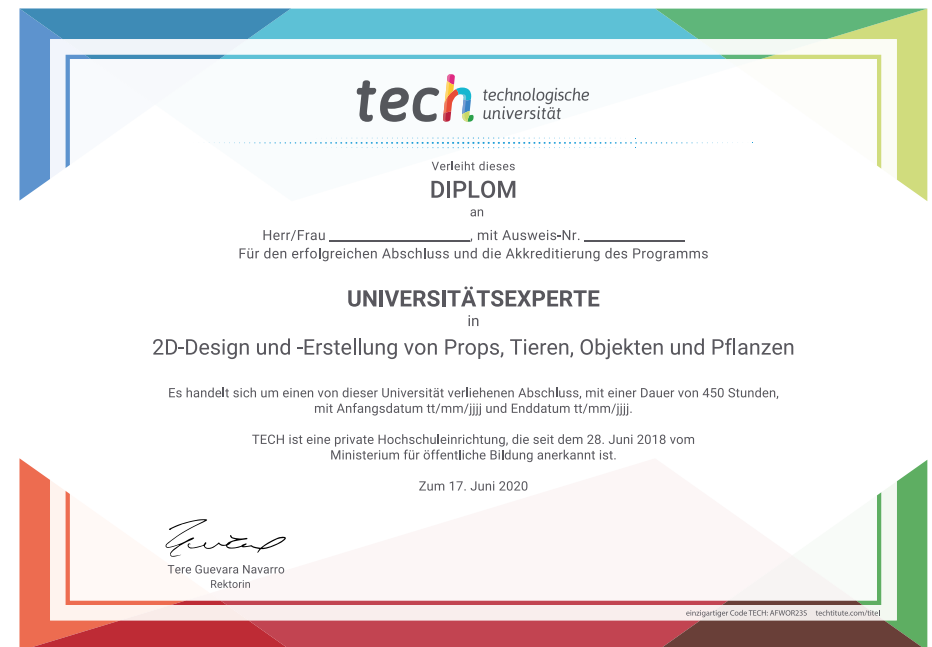 tech technologische
universität
Verleiht dieses
DIPLOM
an
Herr/Frau ____________, mit Ausweis-Nr. ____________
Für den erfolgreichen Abschluss und die Akkreditierung des Programms
UNIVERSITÄTSEXPERTE
in
2D-Design und -Erstellung von Props, Tieren, Objekten und Pflanzen
Es handelt sich um einen von dieser Universität verliehenen Abschluss, mit einer Dauer von 450 Stunden,
mit Anfangsdatum tt/mm/jjjj und Enddatum tt/mm/jjjj.
TECH ist eine private Hochschuleinrichtung, die seit dem 28. Juni 2018 vom
Ministerium für öffentliche Bildung anerkannt ist.
Zum 17. Juni 2020
Tere Guevara Navarro
Rektorin
einzigartiger Code TECH: AFWOR23S techtitute.com/titel